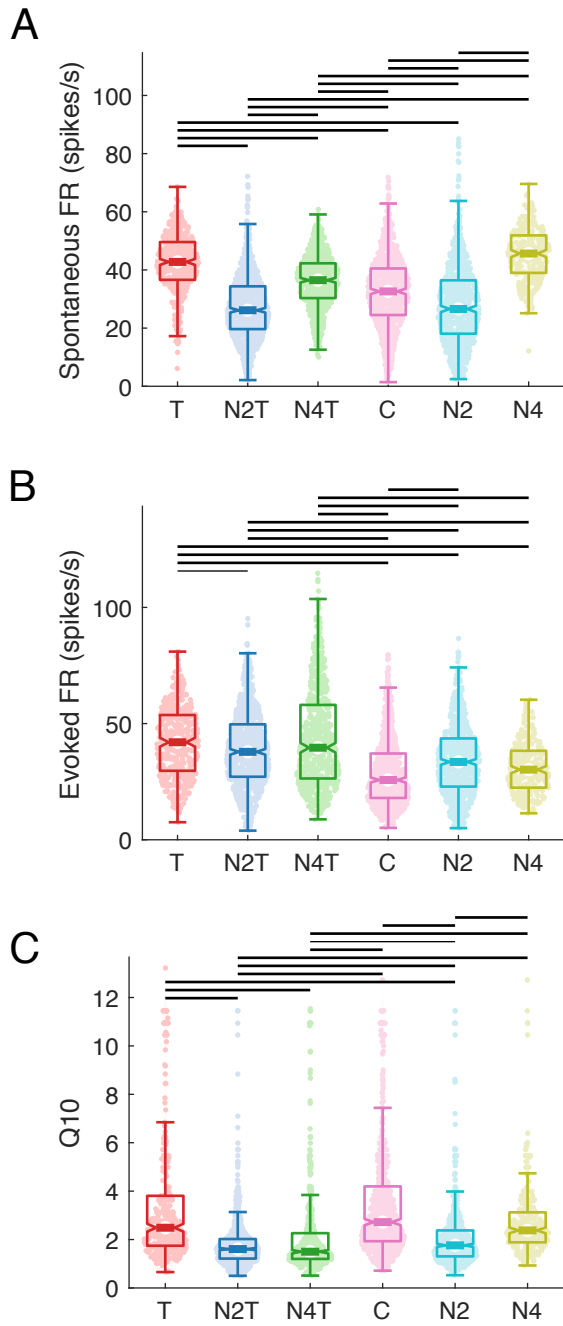 A
Spontaneous FR (spikes/s)
100
80
60
40
20
0
T N2T N4T C N2 N4
B
Evoked FR (spikes/s)
100
50
0
T N2T N4T C N2 N4
C
Q10
12
10
8
6
4
2
0
T N2T N4T C N2 N4